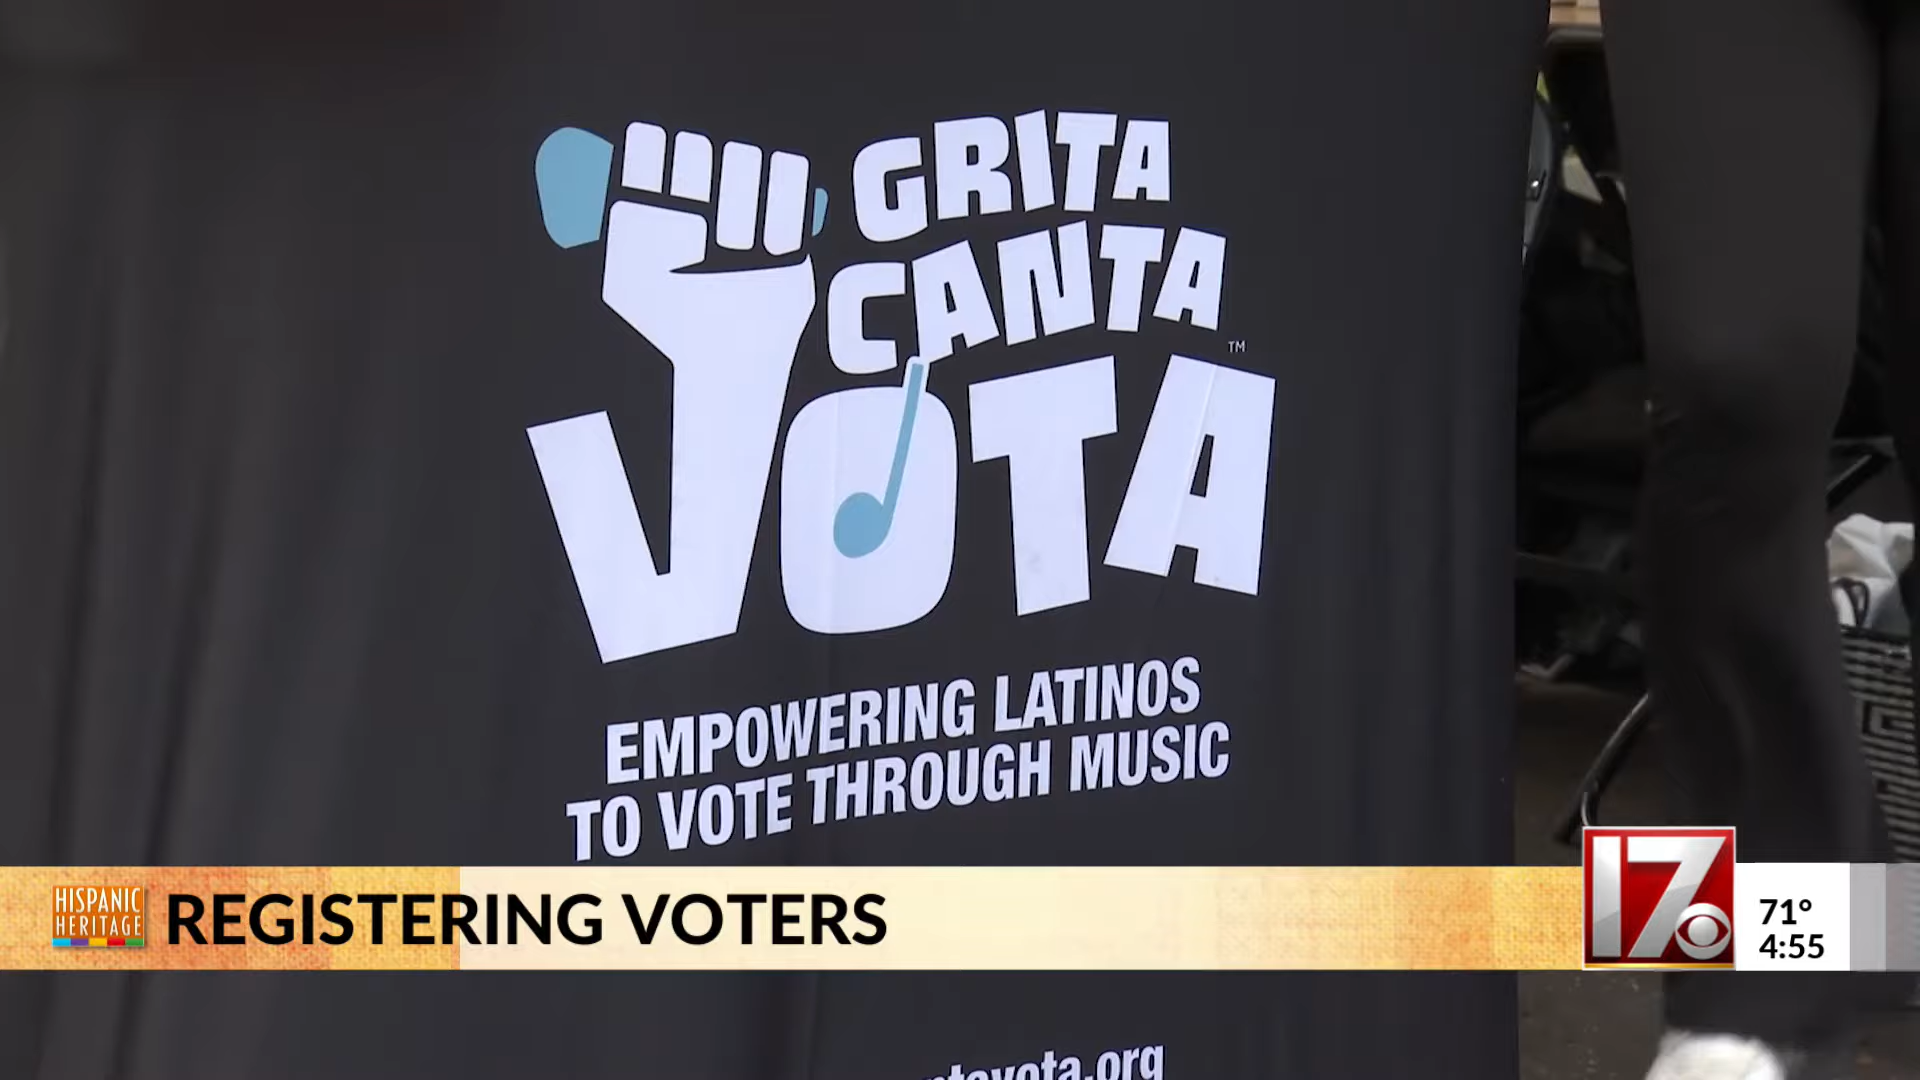 GRITA
CANTA
VOTA
TM
EMPOWERING LATINOS
TO VOTE THROUGH MUSIC
HISPANIC
HERITAGE
REGISTERING VOTERS
17
71°
4:55